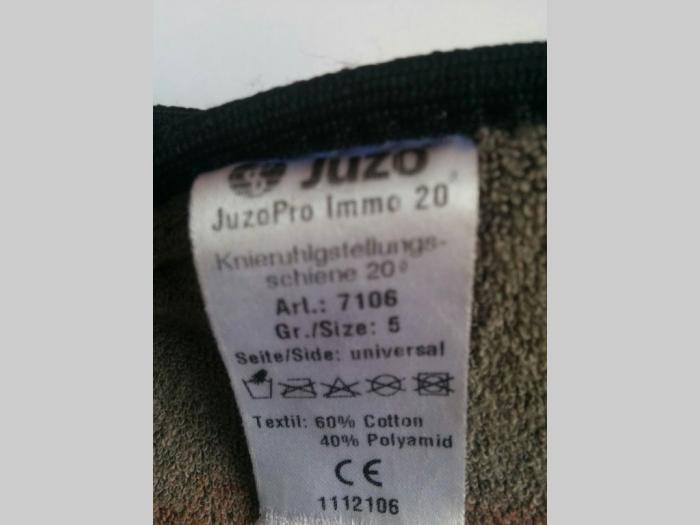 Juzo
JuzoPro Immo 20°
Knieruhigstellungs-
schiene 20°
Art.: 7106
Gr./Size: 5
Seite/Side: universal
Textil: 60% Cotton
40% Polyamid
CE
1112106